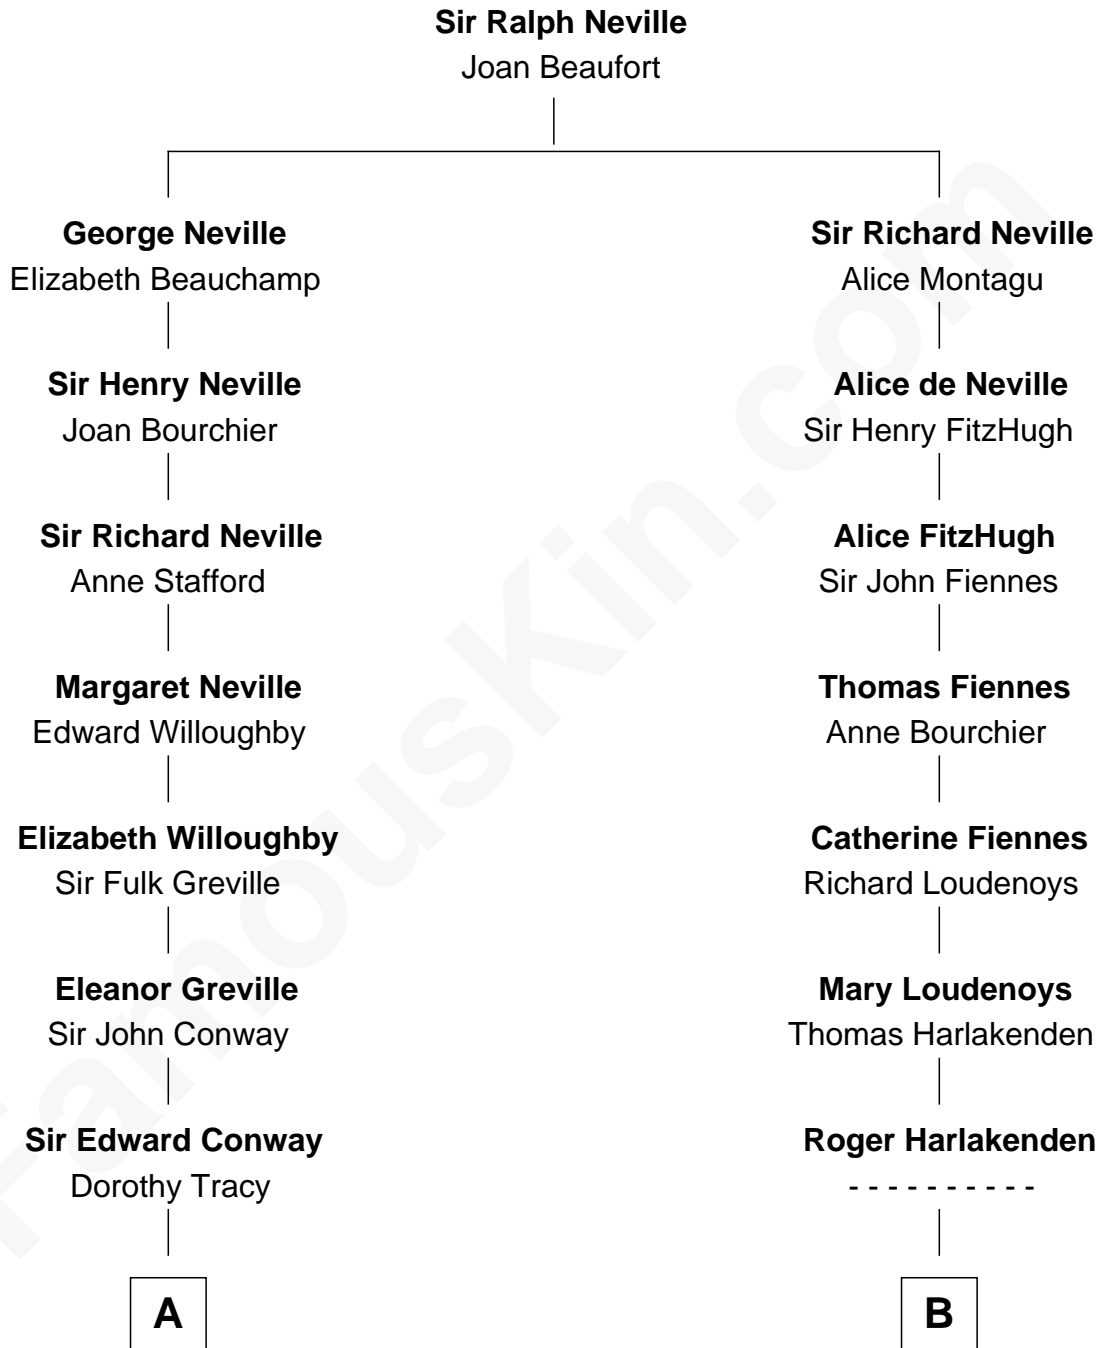 Sir Ralph Neville
Joan Beaufort
George Neville
Elizabeth Beauchamp
Sir Richard Neville
Alice Montagu
Sir Henry Neville
Joan Bourchier
Alice de Neville
Sir Henry FitzHugh
Sir Richard Neville
Anne Stafford
Alice FitzHugh
Sir John Fiennes
Margaret Neville
Edward Willoughby
Thomas Fiennes
Anne Bourchier
Elizabeth Willoughby
Sir Fulk Greville
Catherine Fiennes
Richard Loudenoys
Eleanor Greville
Sir John Conway
Mary Loudenoys
Thomas Harlakenden
Sir Edward Conway
Dorothy Tracy
Roger Harlakenden
- - - - - - - - - -
A
B
FamousKin.com